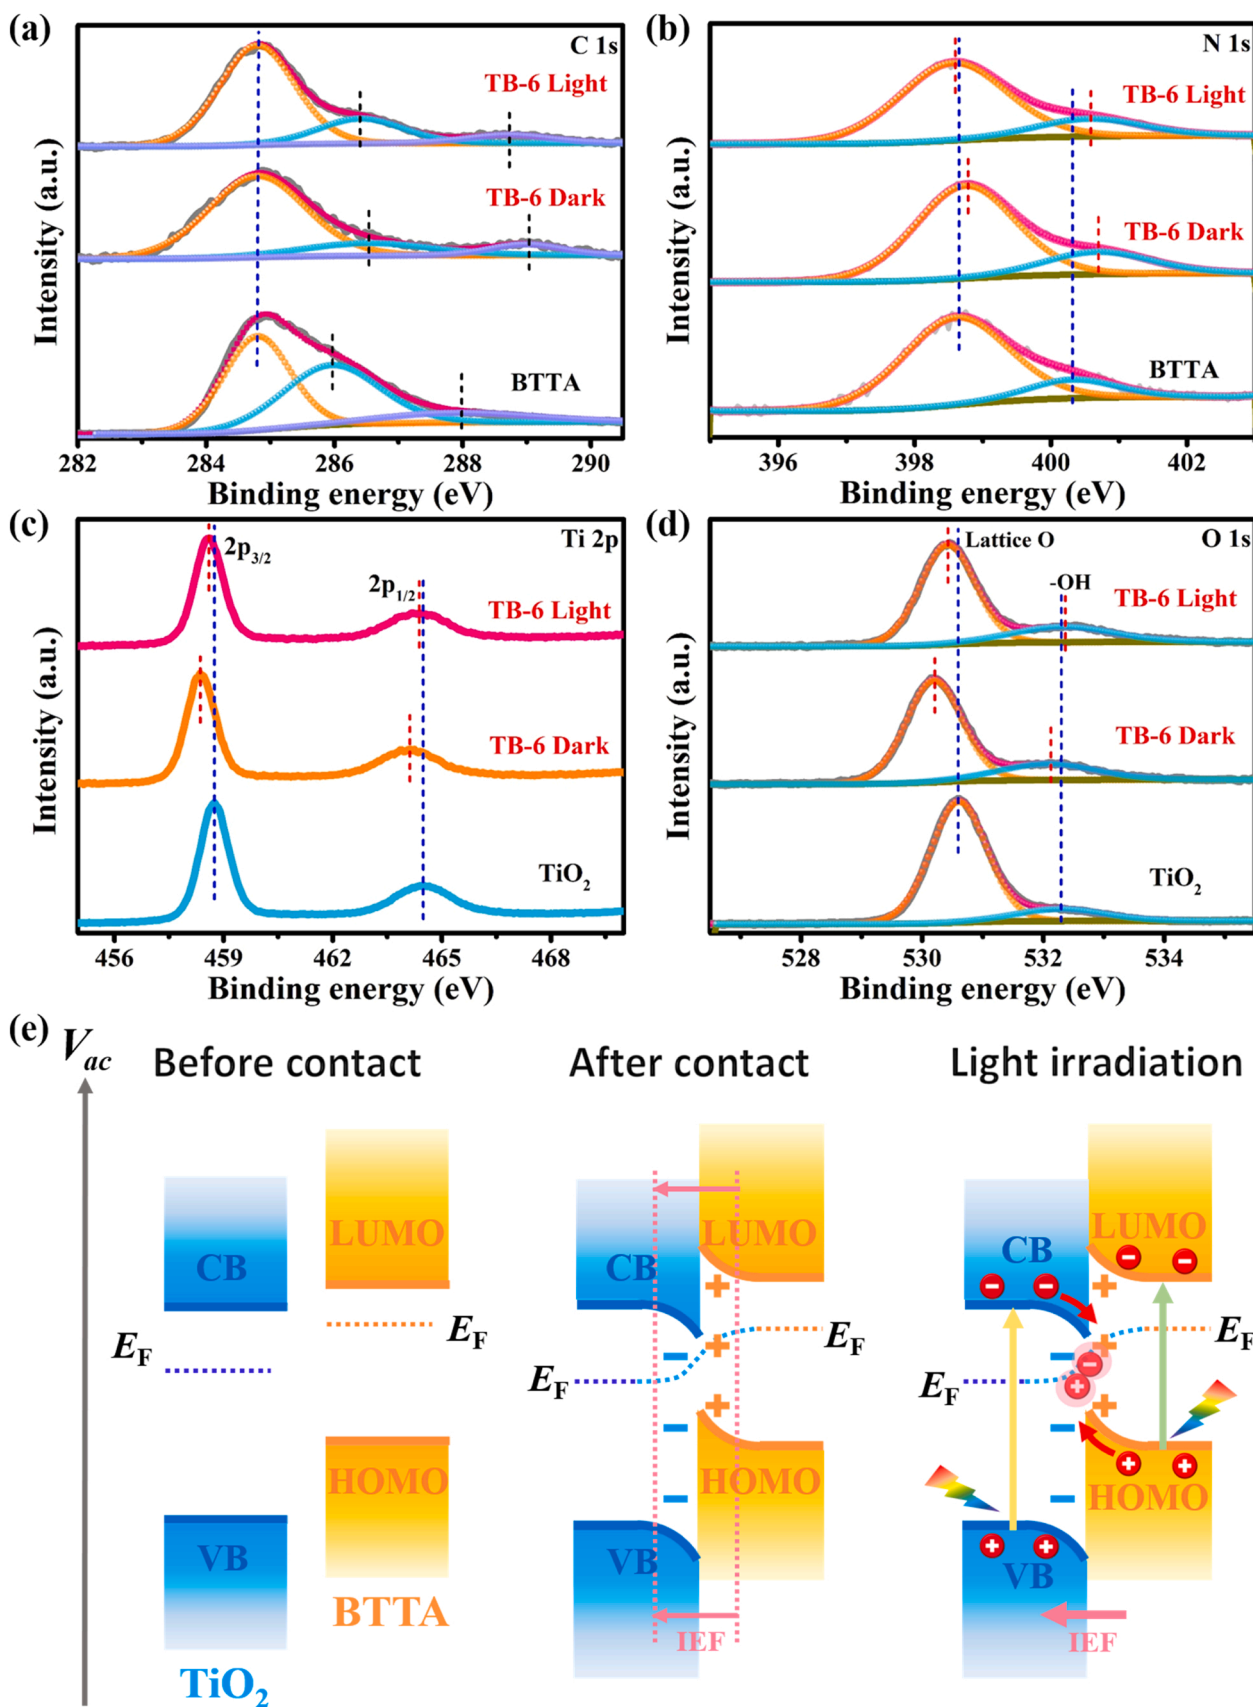 (a)
C 1s
TB-6 Light
TB-6 Dark
BTTA
Intensity (a.u.)
282 284 286 288 290
Binding energy (eV)
(b)
N 1s
TB-6 Light
TB-6 Dark
BTTA
Intensity (a.u.)
396 398 400 402
Binding energy (eV)
(c)
Ti 2p
2p3/2
2p1/2
TB-6 Light
TB-6 Dark
TiO2
Intensity (a.u.)
456 459 462 465 468
Binding energy (eV)
(d)
O 1s
Lattice O
-OH
TB-6 Light
TB-6 Dark
TiO2
Intensity (a.u.)
528 530 532 534
Binding energy (eV)
(e)
Vac
Before contact
CB
LUMO
EF
EF
HOMO
VB
BTTA
TiO2
After contact
LUMO
CB
EF
EF
HOMO
VB
IEF
Light irradiation
LUMO
CB
EF
EF
HOMO
VB
IEF